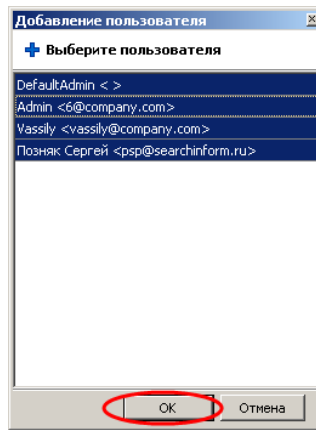 Добавление пользователя
Выберите пользователя
DefaultAdmin < >
Admin <6@company.com>
Vassily <vassily@company.com>
Позняк Сергей <psp@searchinform.ru>
OK Отмена